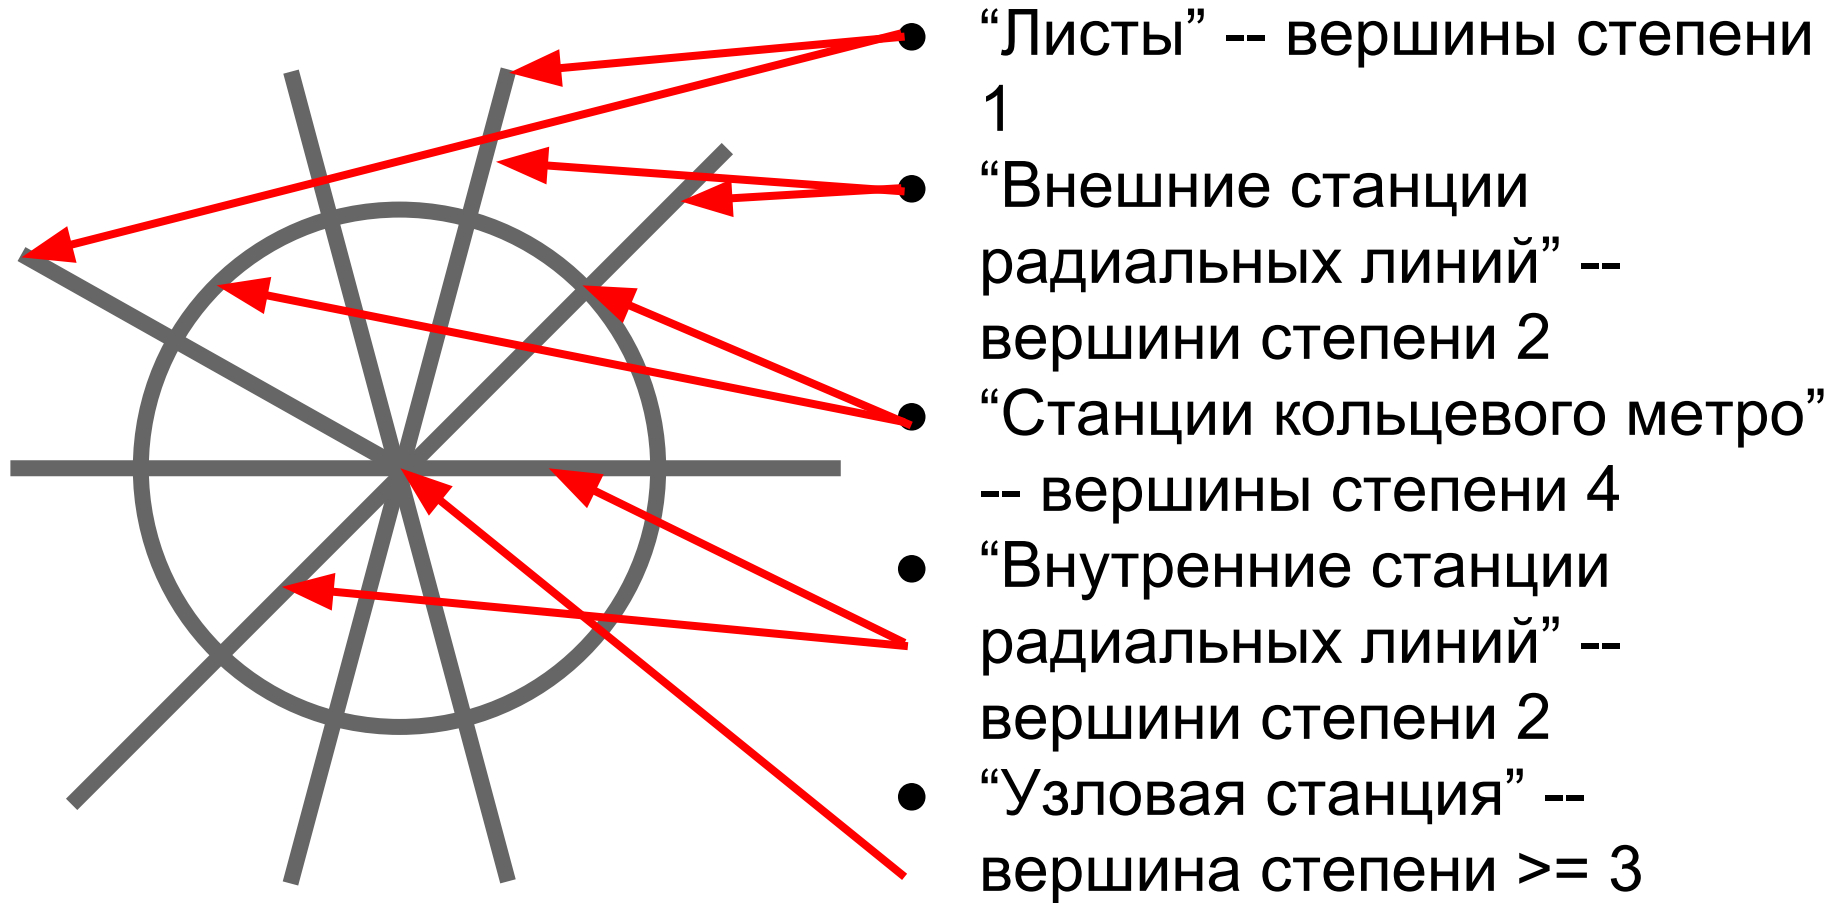 “Листы” -- вершины степени
1
“Внешние станции
радиальных линий” --
вершини степени 2
“Станции кольцевого метро”
-- вершины степени 4
“Внутренние станции
радиальных линий” --
вершини степени 2
“Узловая станция” --
вершина степени >= 3